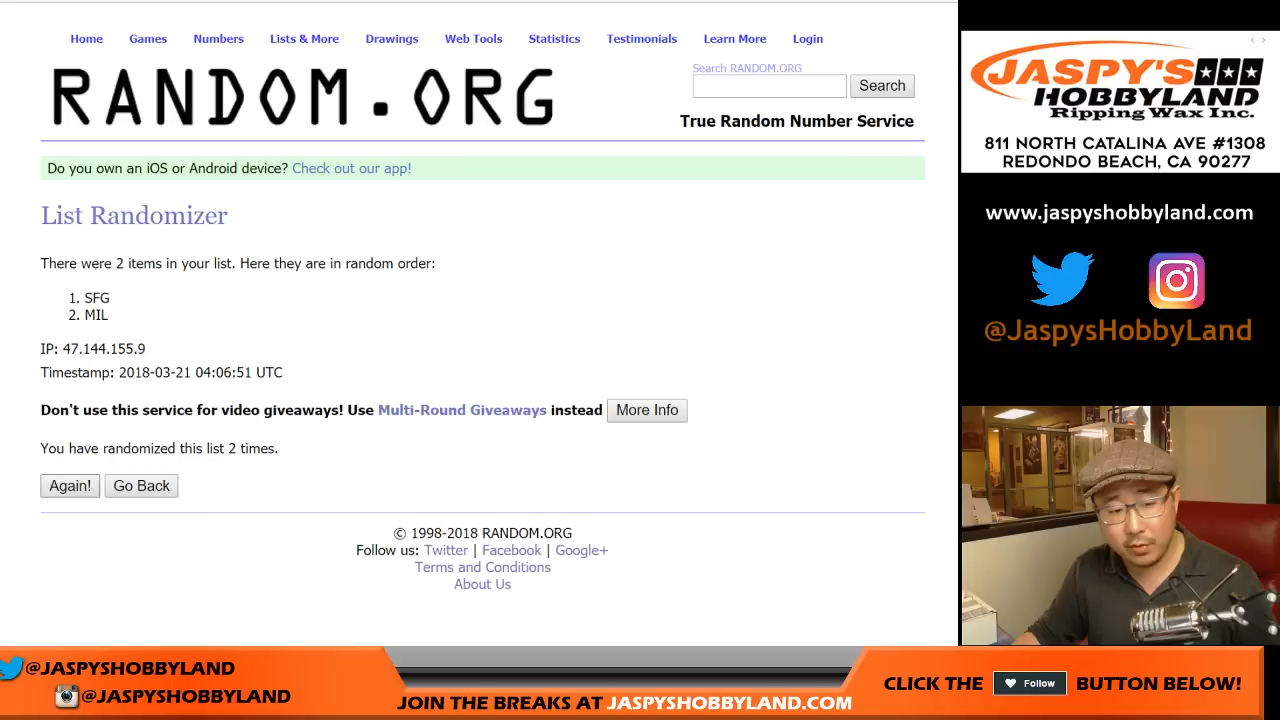 Home Games Numbers Lists & More Drawings Web Tools Statistics Testimonials Learn More Login
RANDOM.ORG
Search RANDOM.ORG
Search
True Random Number Service
Do you own an iOS or Android device? Check out our app!
List Randomizer
There were 2 items in your list. Here they are in random order:
1. SFG
2. MIL
IP: 47.144.155.9
Timestamp: 2018-03-21 04:06:51 UTC
Don't use this service for video giveaways! Use Multi-Round Giveaways instead More Info
You have randomized this list 2 times.
Again! Go Back
© 1998-2018 RANDOM.ORG
Follow us: Twitter | Facebook | Google+
Terms and Conditions
About Us
JASPY'S
HOBBYLAND
Ripping Wax Inc.
811 NORTH CATALINA AVE #1308
REDONDO BEACH, CA 90277
www.jaspyshobbyland.com
@JaspysHobbyLand
@JASPYSHOBBYLAND
@JASPYSHOBBYLAND
JOIN THE BREAKS AT JASPYSHOBBYLAND.COM
CLICK THE Follow BUTTON BELOW!